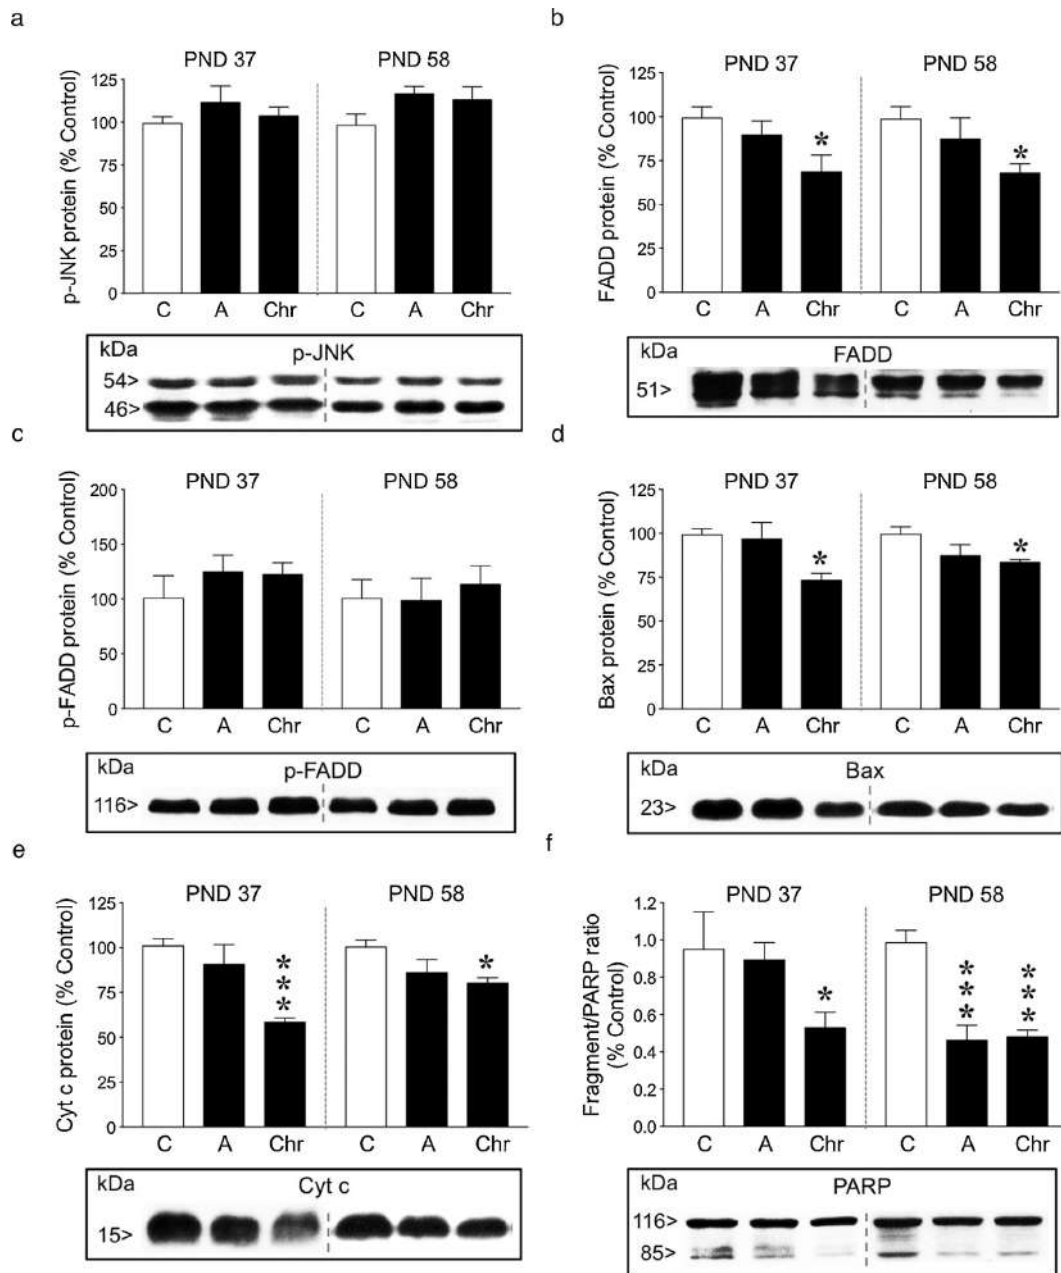 a
PND 37 PND 58
p-JNK protein (% Control)
125
100
75
50
25
0
C A Chr C A Chr
kDa p-JNK
54>
46>
b
PND 37 PND 58
FADD protein (% Control)
125
100
75
50
25
0
* *
C A Chr C A Chr
kDa FADD
51>
c
PND 37 PND 58
p-FADD protein (% Control)
200
150
100
50
0
C A Chr C A Chr
kDa p-FADD
116>
d
PND 37 PND 58
Bax protein (% Control)
125
100
75
50
25
0
* *
C A Chr C A Chr
kDa Bax
23>
e
PND 37 PND 58
Cyt c protein (% Control)
125
100
75
50
25
0
*** *
C A Chr C A Chr
kDa Cyt c
15>
f
PND 37 PND 58
Fragment/PARP ratio
(% Control)
1.2
1.0
0.8
0.6
0.4
0.2
0.0
* *** ***
C A Chr C A Chr
kDa PARP
116>
85>